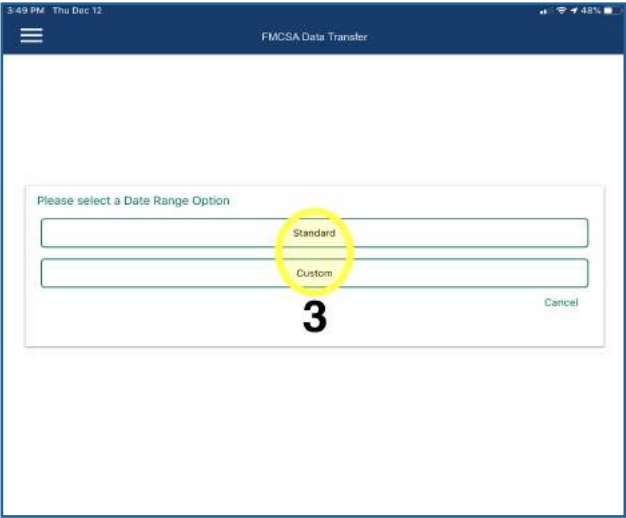 3:49 PM Thu Dec 12 48%
FMCSA Data Transfer
Please select a Date Range Option
Standard
Custom
3
Cancel